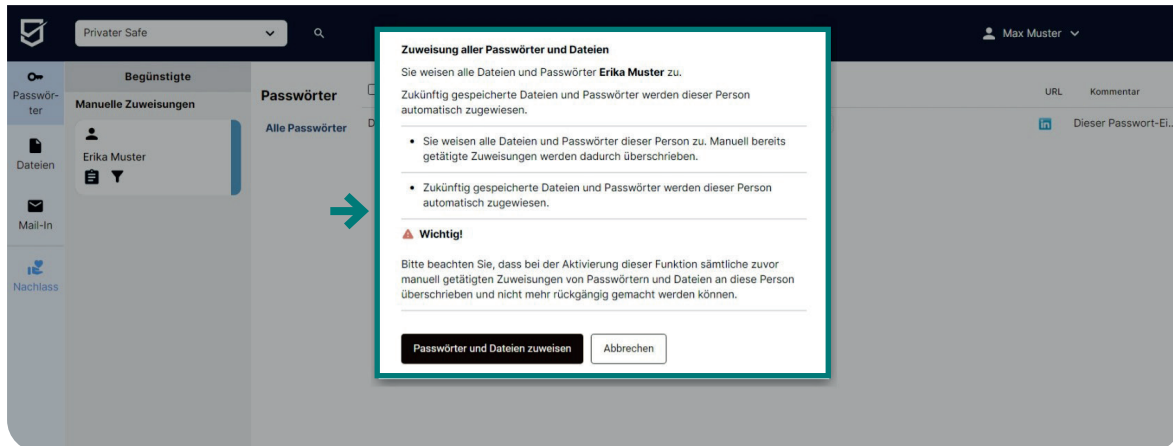 Privater Safe
Max Muster
Passwör-
ter
Dateien
Mail-In
Nachlass
Begünstigte
Manuelle Zuweisungen
Erika Muster
Passwörter
Alle Passwörter
Zuweisung aller Passwörter und Dateien
Sie weisen alle Dateien und Passwörter Erika Muster zu.
Zukünftig gespeicherte Dateien und Passwörter werden dieser Person
automatisch zugewiesen.
• Sie weisen alle Dateien und Passwörter dieser Person zu. Manuell bereits
getätigte Zuweisungen werden dadurch überschrieben.
• Zukünftig gespeicherte Dateien und Passwörter werden dieser Person
automatisch zugewiesen.
Wichtig!
Bitte beachten Sie, dass bei der Aktivierung dieser Funktion sämtliche zuvor
manuell getätigten Zuweisungen von Passwörtern und Dateien an diese Person
überschrieben und nicht mehr rückgängig gemacht werden können.
Passwörter und Dateien zuweisen
Abbrechen
URL Kommentar
in Dieser Passwort-Ei...